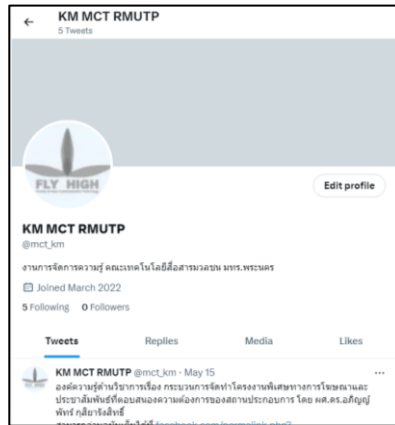 KM MCT RMUTP
5 Tweets
FLY HIGH
Edit profile
KM MCT RMUTP
@mct_km
งานการจัดการความรู้ คณะเทคโนโลยีสื่อสารมวลชน มทร.พระนคร
Joined March 2022
5 Following 0 Followers
Tweets Replies Media Likes
KM MCT RMUTP @mct_km · May 15
องค์ความรู้ด้านวิชาการเรื่อง กระบวนการจัดทำโครงงานพิเศษทางการโฆษณาและ
ประชาสัมพันธ์ที่ตอบสนองความต้องการของสถานประกอบการ โดย ผศ.ดร.อภิญญ์
พัทร์ กุสิยารังสิทธิ์